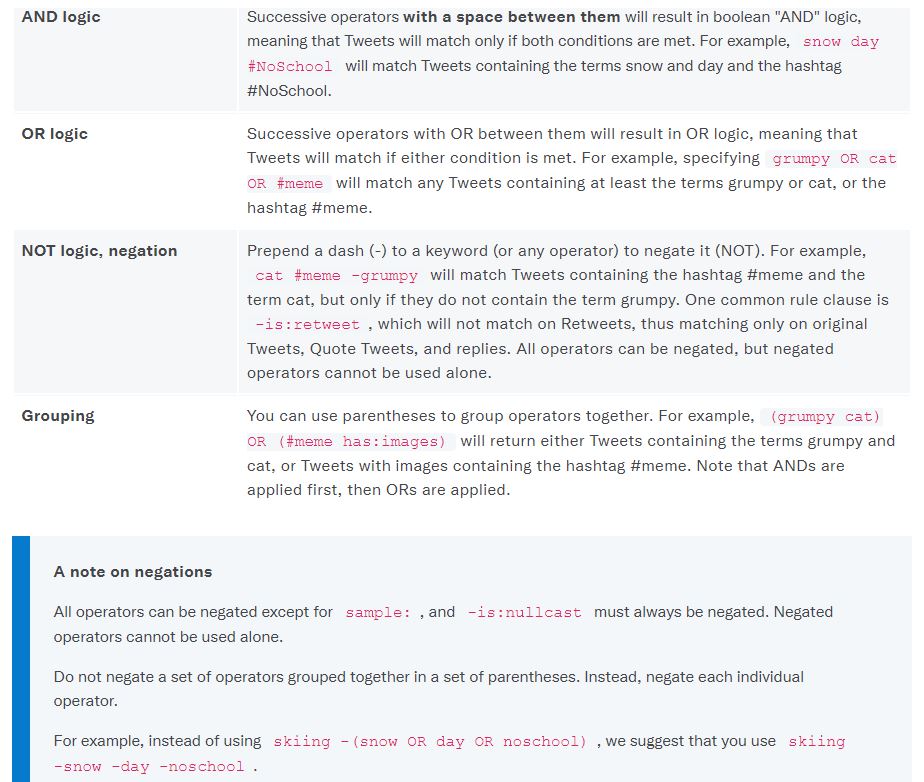 AND logic
Successive operators with a space between them will result in boolean "AND" logic,
meaning that Tweets will match only if both conditions are met. For example, snow day
#NoSchool will match Tweets containing the terms snow and day and the hashtag
#NoSchool.
OR logic
Successive operators with OR between them will result in OR logic, meaning that
Tweets will match if either condition is met. For example, specifying grumpy OR cat
OR #meme will match any Tweets containing at least the terms grumpy or cat, or the
hashtag #meme.
NOT logic, negation
Prepend a dash (-) to a keyword (or any operator) to negate it (NOT). For example,
cat #meme -grumpy will match Tweets containing the hashtag #meme and the
term cat, but only if they do not contain the term grumpy. One common rule clause is
-is:retweet , which will not match on Retweets, thus matching only on original
Tweets, Quote Tweets, and replies. All operators can be negated, but negated
operators cannot be used alone.
Grouping
You can use parentheses to group operators together. For example, (grumpy cat)
OR (#meme has:images) will return either Tweets containing the terms grumpy and
cat, or Tweets with images containing the hashtag #meme. Note that ANDs are
applied first, then ORs are applied.
A note on negations
All operators can be negated except for sample: , and -is:nullcast must always be negated. Negated
operators cannot be used alone.
Do not negate a set of operators grouped together in a set of parentheses. Instead, negate each individual
operator.
For example, instead of using skiing -(snow OR day OR noschool) , we suggest that you use skiing
-snow -day -noschool .